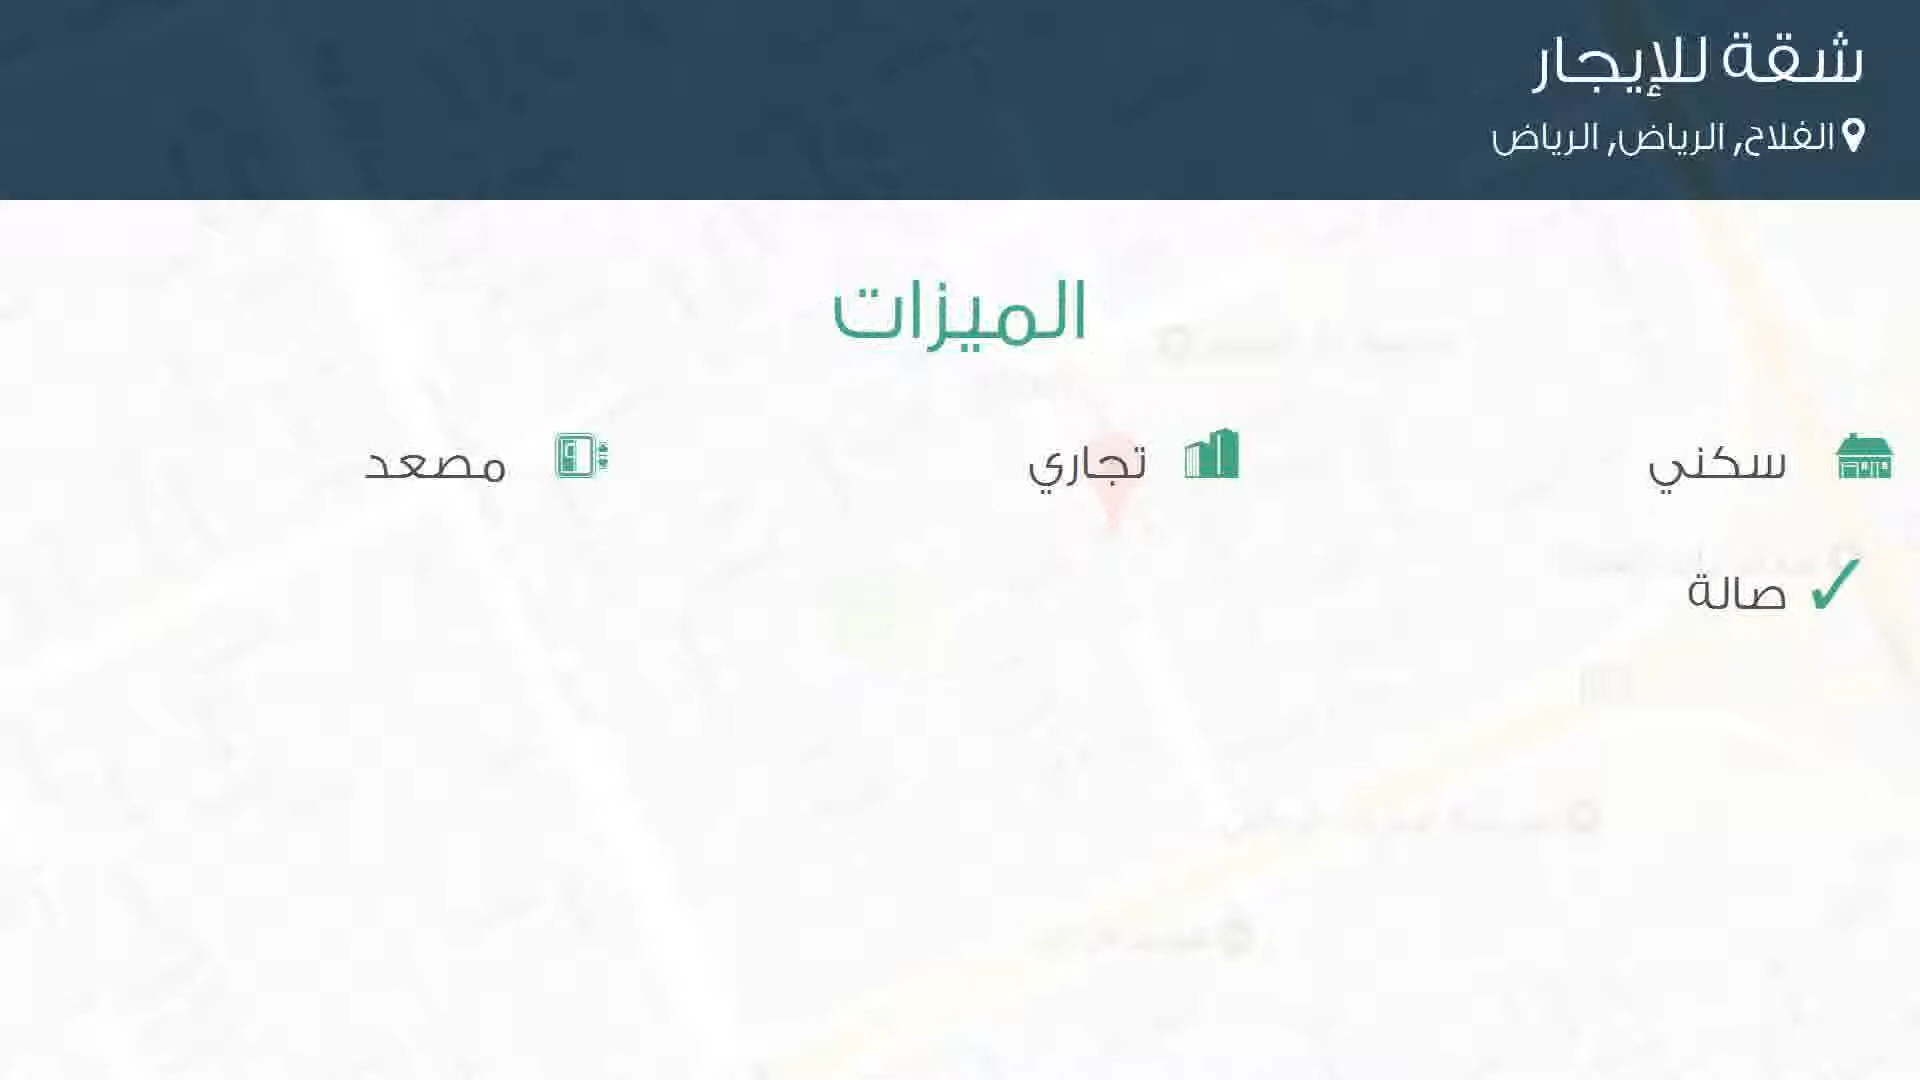 شقة للإيجار
الفلاح, الرياض, الرياض
الميزات
سكني
تجاري
مصعد
صالة